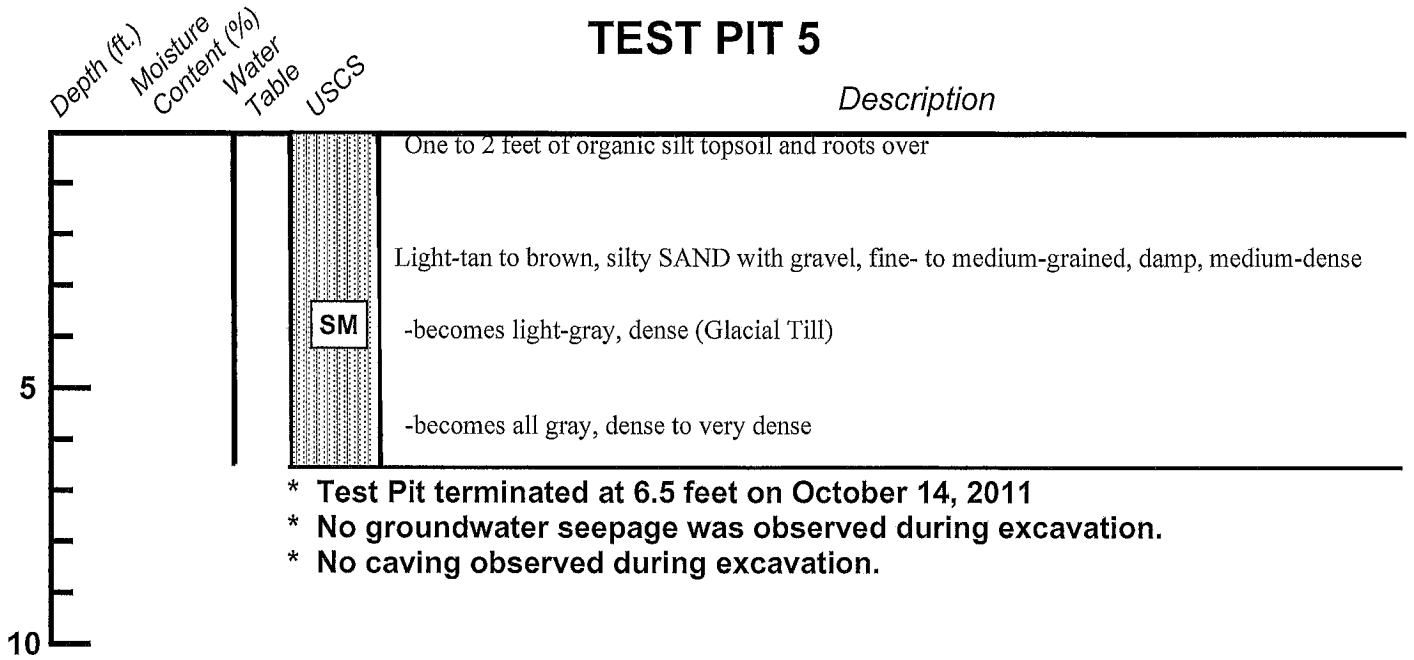 TEST PIT 5
Depth (ft.)
Moisture
Content (%)
Water
Table
USCS
Description
One to 2 feet of organic silt topsoil and roots over
Light-tan to brown, silty SAND with gravel, fine- to medium-grained, damp, medium-dense
SM
-becomes light-gray, dense (Glacial Till)
5
-becomes all gray, dense to very dense
* Test Pit terminated at 6.5 feet on October 14, 2011
* No groundwater seepage was observed during excavation.
* No caving observed during excavation.
10